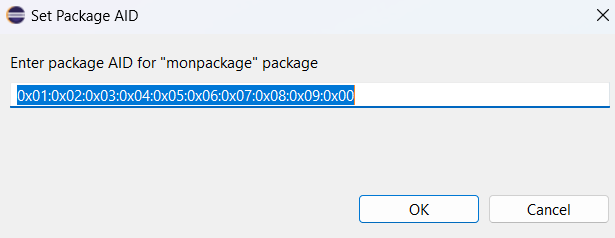 Set Package AID
Enter package AID for "monpackage" package
0x01:0x02:0x03:0x04:0x05:0x06:0x07:0x08:0x09:0x00
OK
Cancel